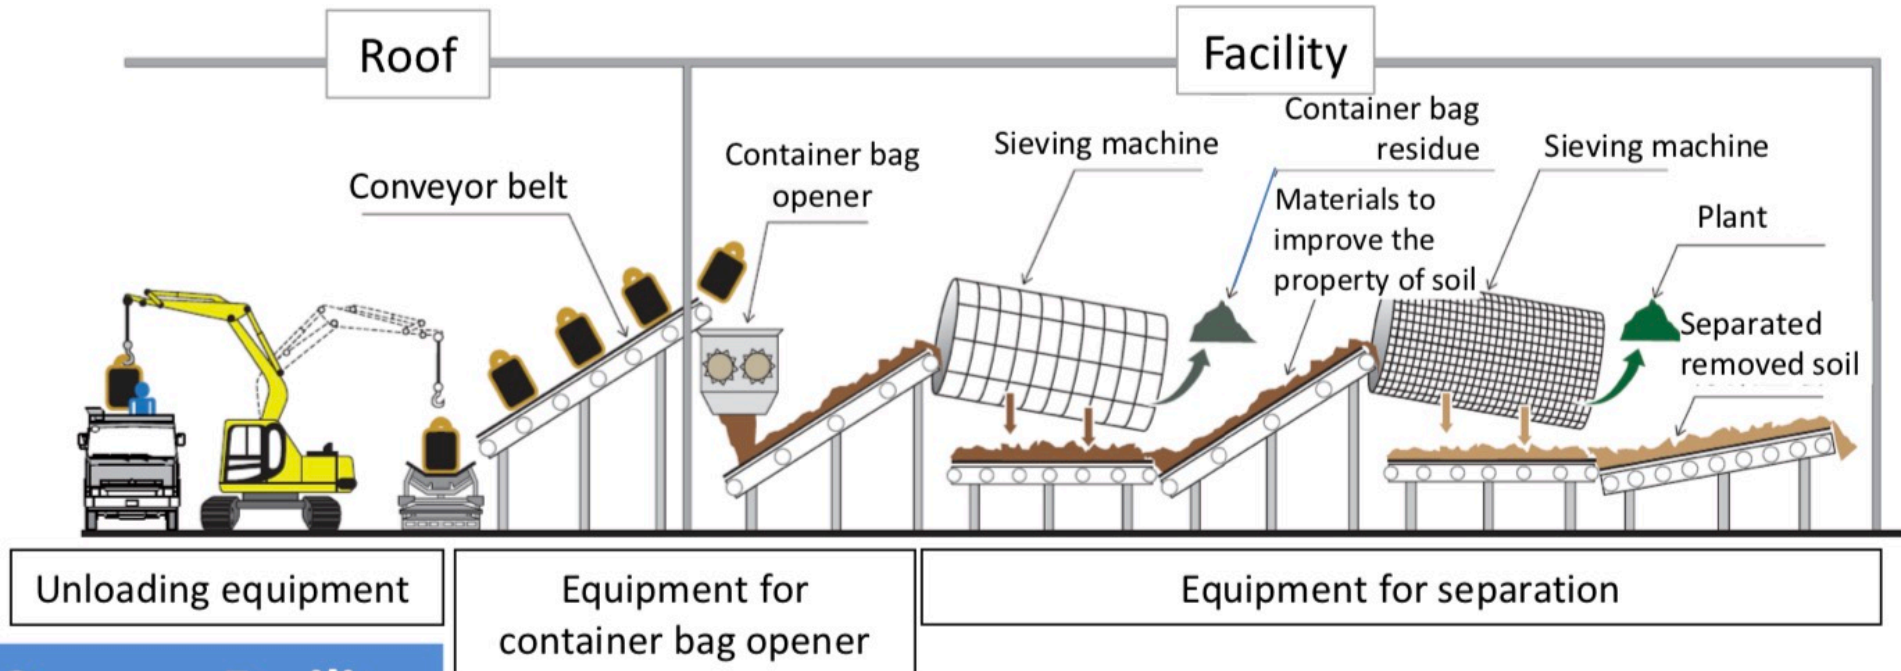 Roof
Facility
Container bag
residue
Sieving machine
Sieving machine
Container bag
opener
Conveyor belt
Materials to
improve the
property of soil
Plant
Separated
removed soil
Unloading equipment
Equipment for
container bag opener
Equipment for separation